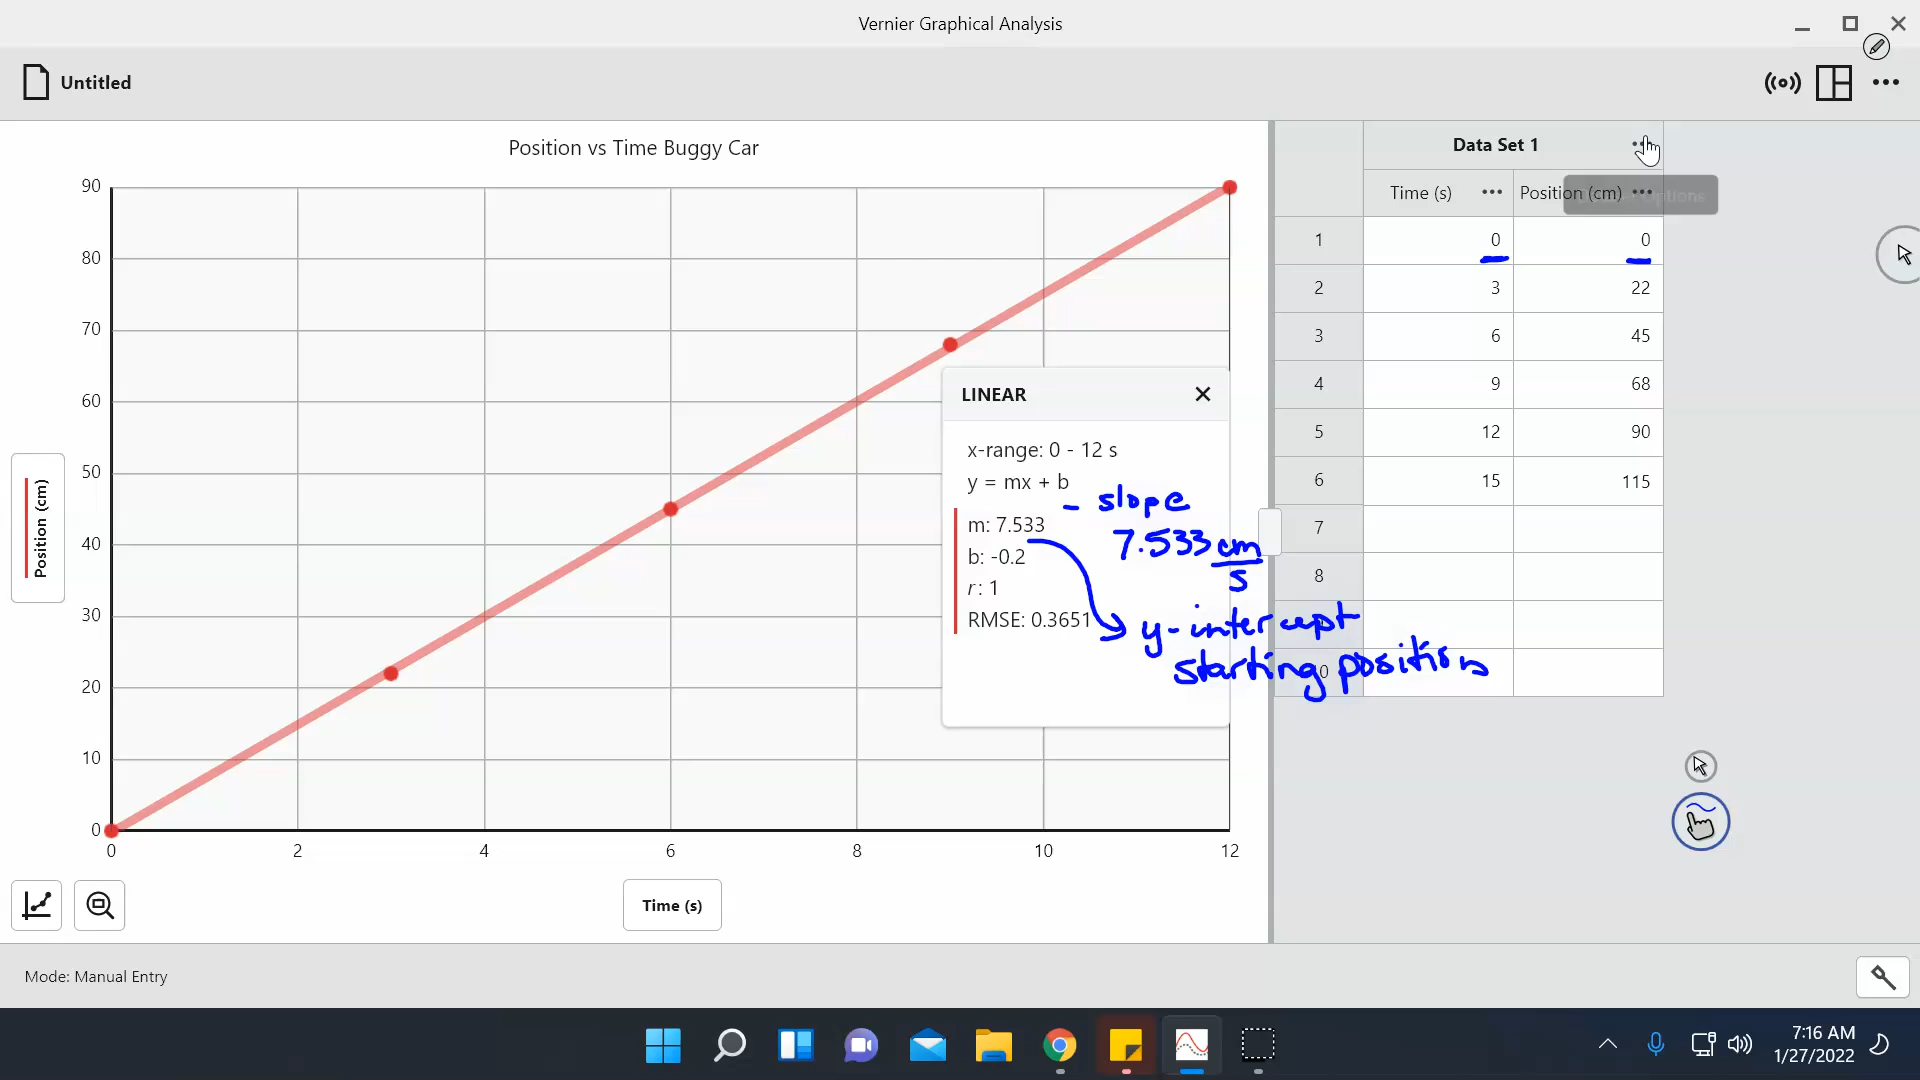 Vernier Graphical Analysis
Untitled
Position vs Time Buggy Car
90
80
70
60
50
40
30
20
10
0
Position (cm)
0 2 4 6 8 10 12
Time (s)
LINEAR
x-range: 0 - 12 s
y = mx + b
m: 7.533
b: -0.2
r: 1
RMSE: 0.3651
- slope
7.533 cm
s
y-intercept
starting position
Data Set 1
Time (s) Position (cm)
1 0 0
2 3 22
3 6 45
4 9 68
5 12 90
6 15 115
7
8
0
Mode: Manual Entry
7:16 AM
1/27/2022